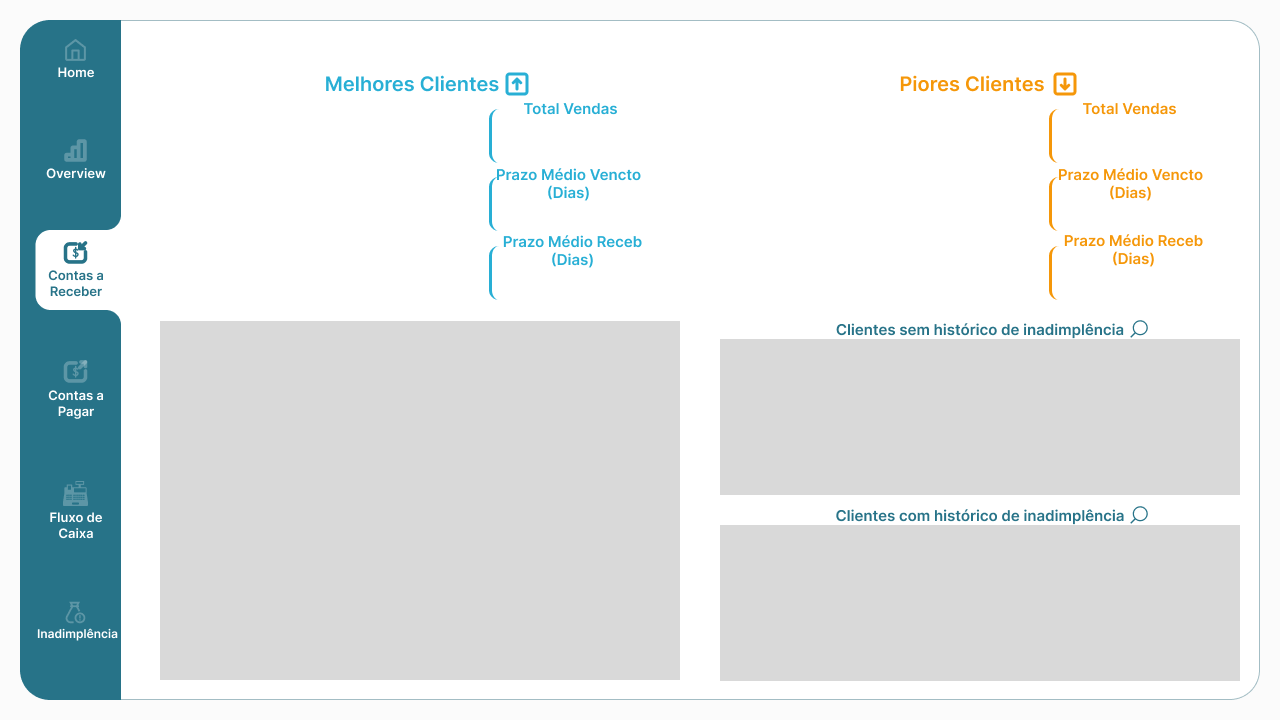 Home
Overview
Contas a
Receber
Contas a
Pagar
Fluxo de
Caixa
Inadimplência
Melhores Clientes
Total Vendas
Prazo Médio Vencto
(Dias)
Prazo Médio Receb
(Dias)
Piores Clientes
Total Vendas
Prazo Médio Vencto
(Dias)
Prazo Médio Receb
(Dias)
Clientes sem histórico de inadimplência
Clientes com histórico de inadimplência